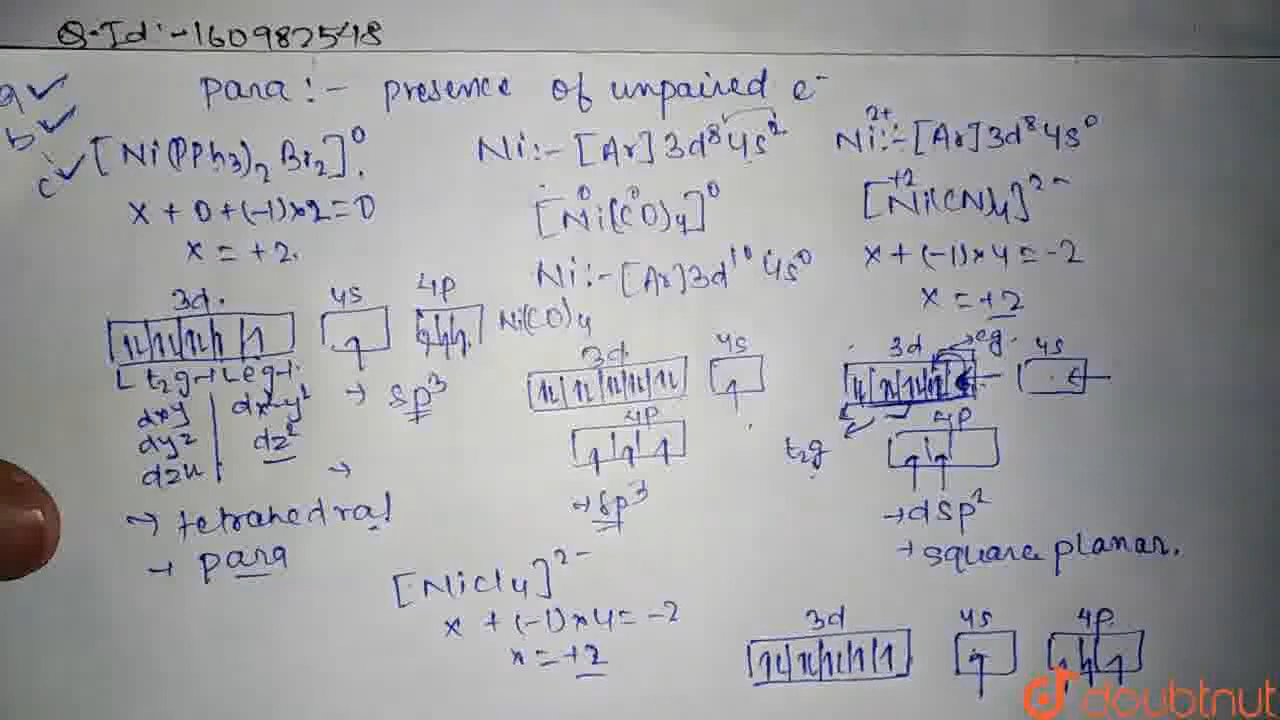 Q.Id :- 160982548
a ✓ Para :- presence of unpaired e⁻
b ✓
c ✓ [Ni(PPh3)2 Br2]⁰
x + 0 + (-1)×2 = 0
x = +2.
3d. 4s 4p
t2g eg
dxy dx²-y²
dyz dz²
dzx
→ sp³
→ tetrahedral
→ para
Ni :- [Ar] 3d⁸ 4s²
[Ni(CO)4]⁰
Ni :- [Ar] 3d¹⁰ 4s⁰
Ni(CO)4
3d 4s
4p
→ sp³
Ni²⁺ :- [Ar] 3d⁸ 4s⁰
+2
[Ni(CN)4]²⁻
x + (-1)×4 = -2
x = +2
3d → eg. 4s
4p
t2g
→ dsp²
→ square planar.
[NiCl4]²⁻
x + (-1)×4 = -2
x = +2
3d 4s 4p
doubtnut